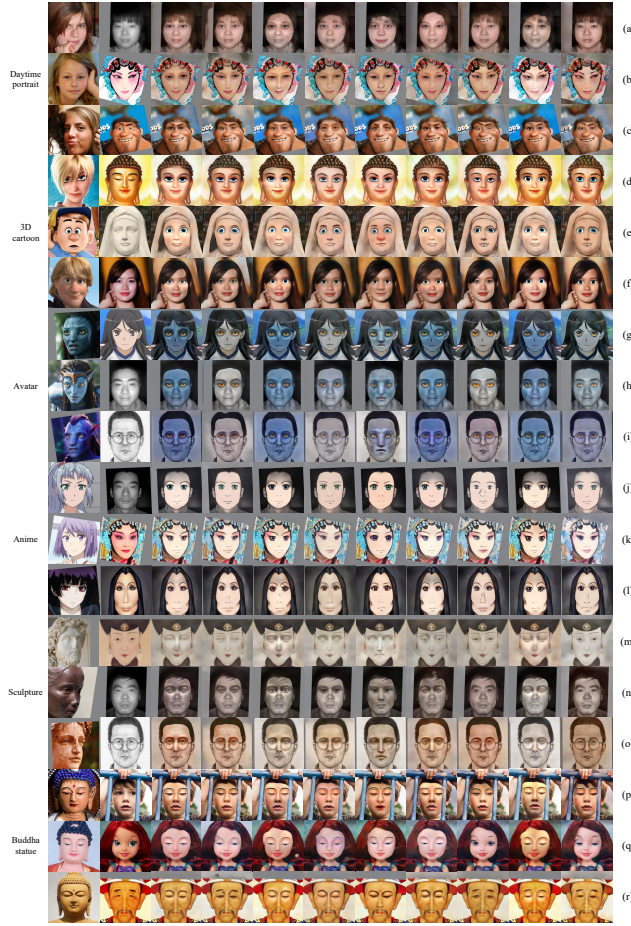 (a
Daytime
portrait
(b
(c
(d
3D
cartoon
(e
(f
(g
Avatar
(h
(i
(j
Anime
(k
(l
(m
Sculpture
(n
(o
(p
Buddha
statue
(q
(r)